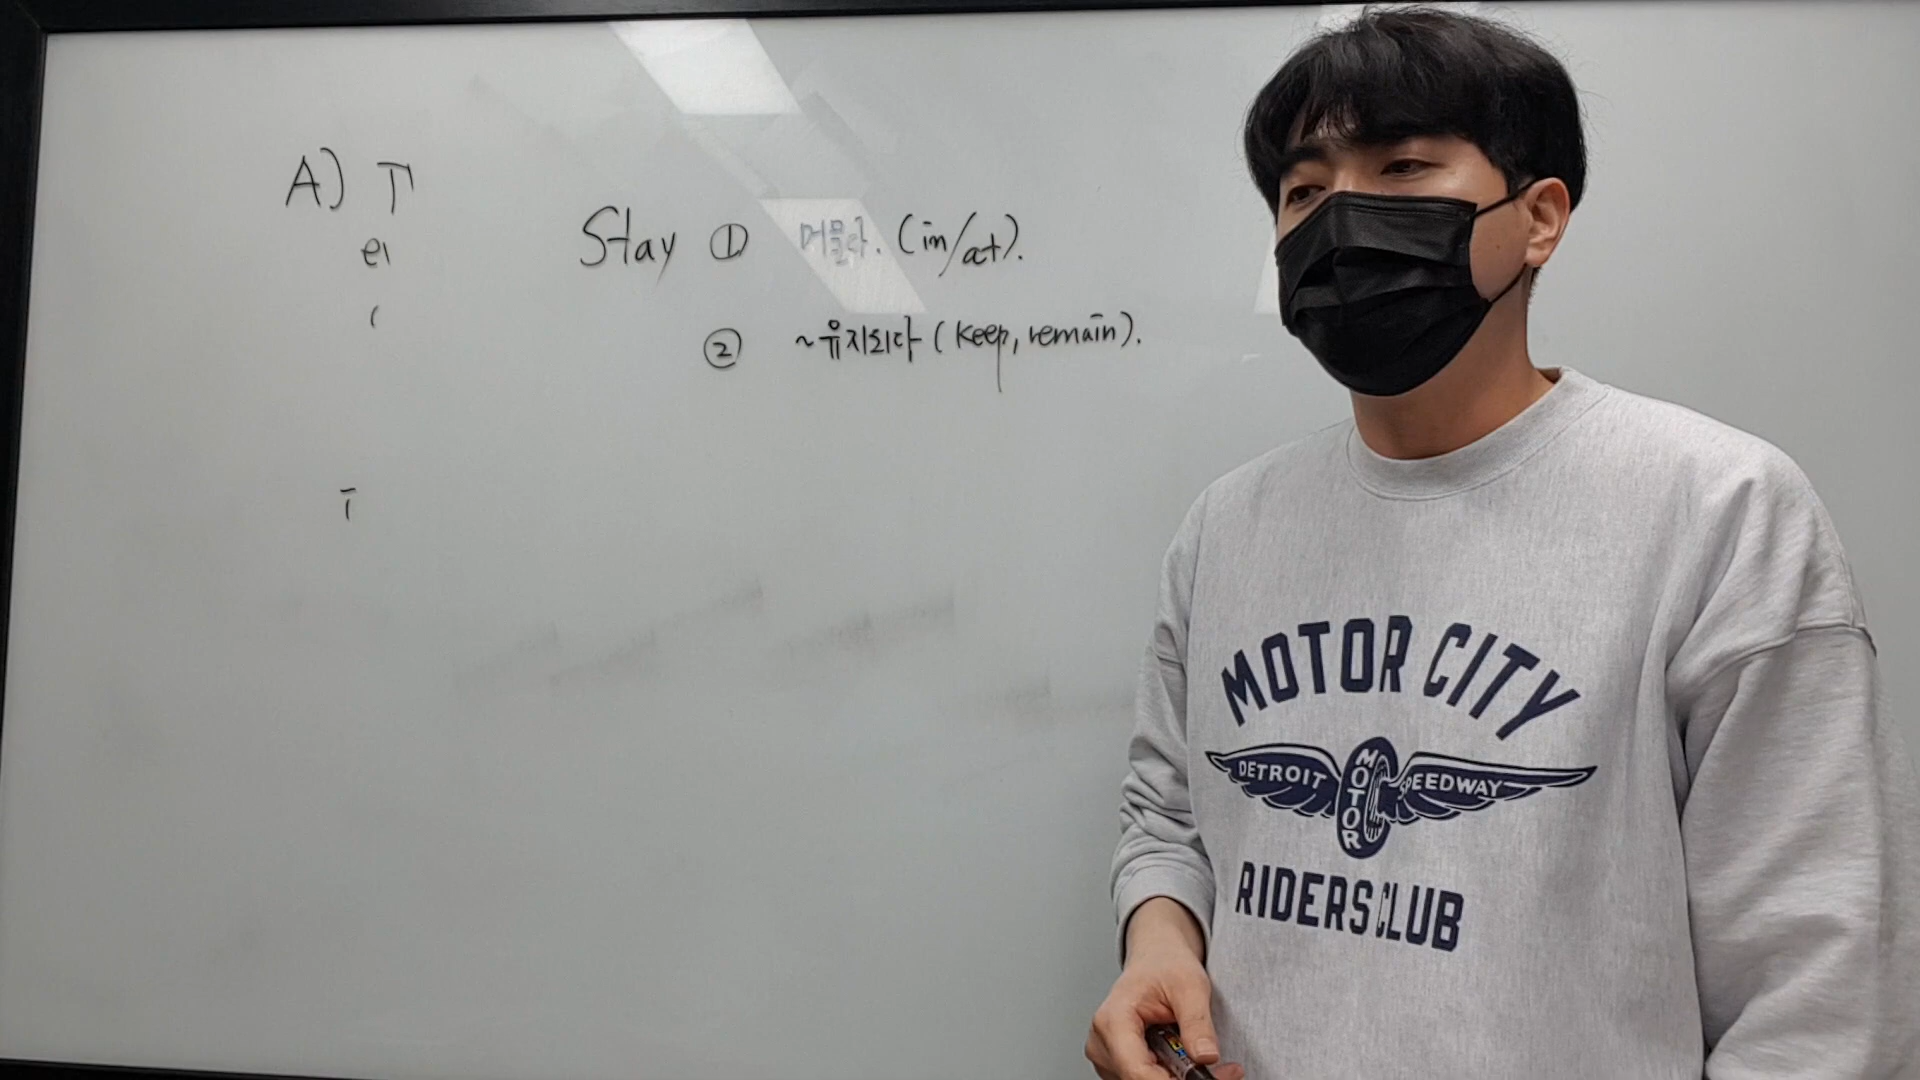 A)
Stay ① 머물다. (in/at).
② ~유지되다 (keep, remain).
MOTOR CITY
DETROIT MOTOR SPEEDWAY
RIDERS CLUB